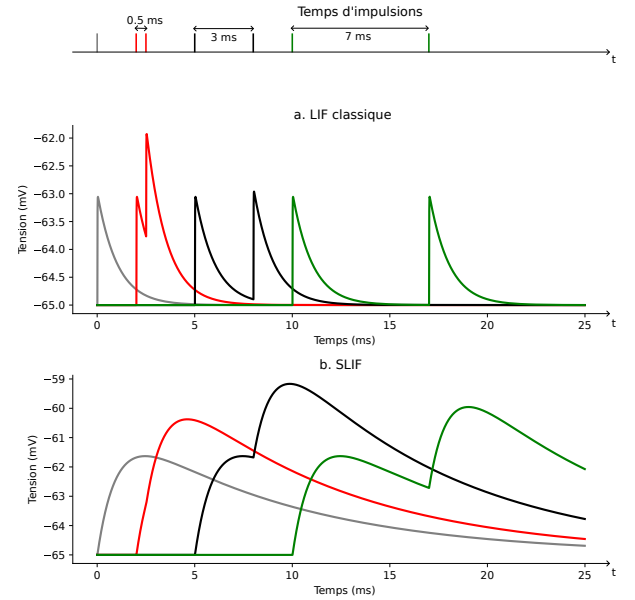 Temps d'impulsions
0.5 ms
3 ms
7 ms
t
a. LIF classique
Tension (mV)
−62.0
−62.5
−63.0
−63.5
−64.0
−64.5
−65.0
0 5 10 15 20 25
t
Temps (ms)
b. SLIF
Tension (mV)
−59
−60
−61
−62
−63
−64
−65
0 5 10 15 20 25
t
Temps (ms)